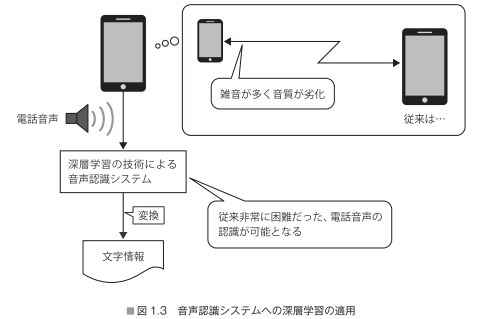 雑音が多く音質が劣化
従来は…
電話音声
深層学習の技術による
音声認識システム
従来非常に困難だった、電話音声の
認識が可能となる
変換
文字情報
■図 1.3　音声認識システムへの深層学習の適用